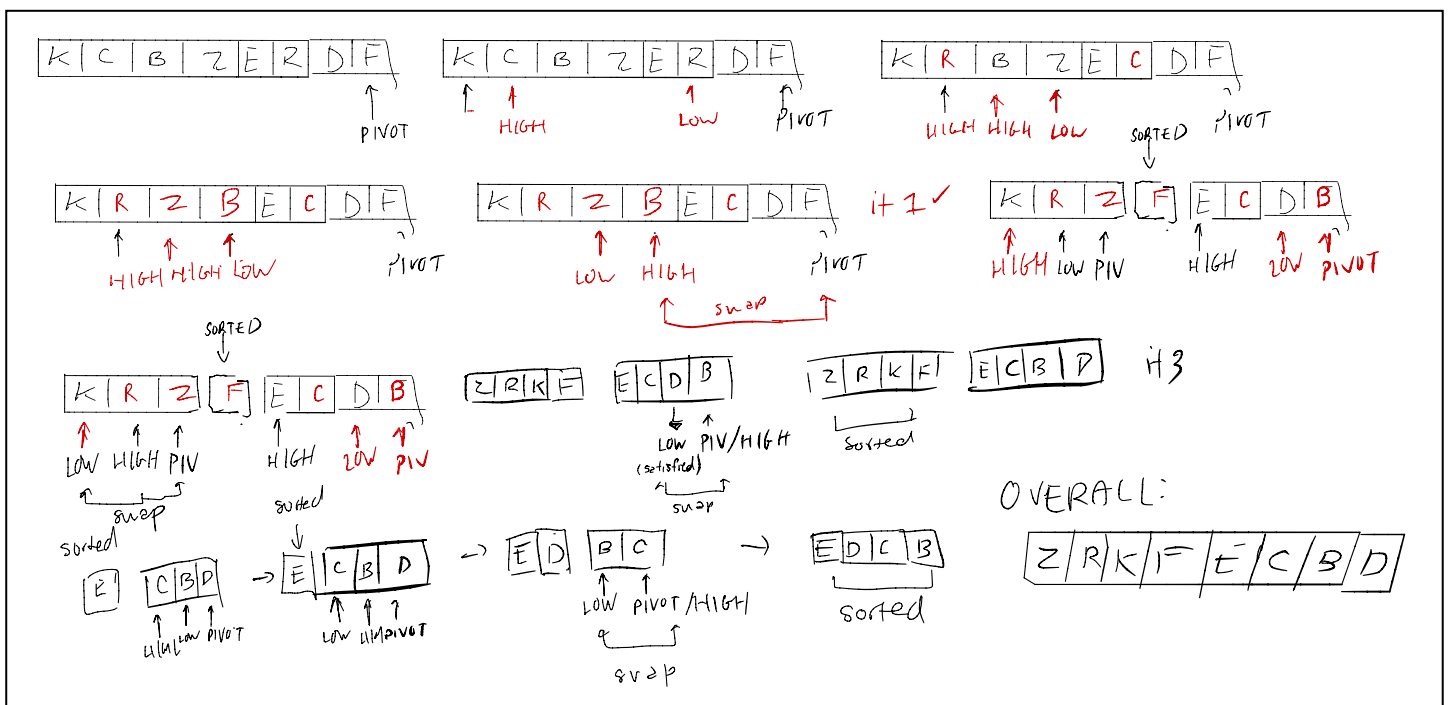 K C B Z E R D F
PIVOT
K C B Z E R D F
L HIGH LOW PIVOT
K R B Z E C D F
HIGH HIGH LOW PIVOT
K R Z B E C D F
HIGH HIGH LOW PIVOT
K R Z B E C D F it 1 ✓
LOW HIGH PIVOT
swap
SORTED
K R Z F E C D B
HIGH LOW PIV HIGH LOW PIVOT
SORTED
K R Z F E C D B
LOW HIGH PIV HIGH LOW PIV
swap
Z R K F E C D B
LOW PIV/HIGH
(satisfied)
swap
Z R K F E C B D it 3
sorted
sorted
E C B D
HIGH LOW PIVOT
sorted
→ E C B D
LOW HIGH PIVOT
→ E D B C
LOW PIVOT/HIGH
swap
→ E D C B
sorted
OVERALL:
Z R K F E C B D